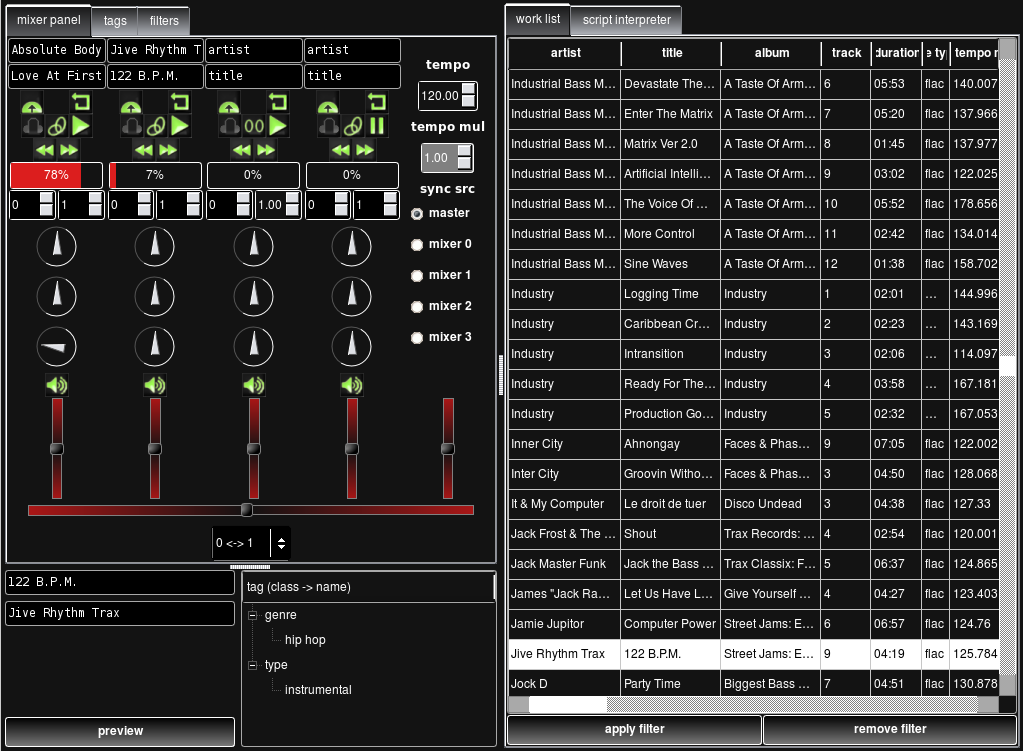 mixer panel tags filters
Absolute Body Jive Rhythm T artist artist
Love At First 122 B.P.M. title title
78% 7% 0% 0%
0 1 0 1 0 1.00 0 1
tempo
120.00
tempo mul
1.00
sync src
master
mixer 0
mixer 1
mixer 2
mixer 3
0 <-> 1
122 B.P.M.
Jive Rhythm Trax
preview
tag (class -> name)
genre
hip hop
type
instrumental
work list script interpreter
artist title album track duration e ty tempo r
Industrial Bass M... Devastate The... A Taste Of Arm... 6 05:53 flac 140.007
Industrial Bass M... Enter The Matrix A Taste Of Arm... 7 05:20 flac 137.966
Industrial Bass M... Matrix Ver 2.0 A Taste Of Arm... 8 01:45 flac 137.977
Industrial Bass M... Artificial Intelli... A Taste Of Arm... 9 03:02 flac 122.025
Industrial Bass M... The Voice Of ... A Taste Of Arm... 10 05:52 flac 178.656
Industrial Bass M... More Control A Taste Of Arm... 11 02:42 flac 134.014
Industrial Bass M... Sine Waves A Taste Of Arm... 12 01:38 flac 158.702
Industry Logging Time Industry 1 02:01 ... 144.996
Industry Caribbean Cr... Industry 2 02:23 ... 143.169
Industry Intransition Industry 3 02:06 ... 114.097
Industry Ready For The... Industry 4 03:58 ... 167.181
Industry Production Go... Industry 5 02:32 ... 167.053
Inner City Ahnongay Faces & Phas... 9 07:05 flac 122.002
Inter City Groovin Witho... Faces & Phas... 3 04:50 flac 128.068
It & My Computer Le droit de tuer Disco Undead 3 04:38 flac 127.33
Jack Frost & The ... Shout Trax Records: ... 4 02:54 flac 120.001
Jack Master Funk Jack the Bass ... Trax Classix: F... 5 06:37 flac 124.865
James "Jack Ra... Let Us Have L... Give Yourself ... 4 04:27 flac 123.403
Jamie Jupitor Computer Power Street Jams: E... 6 06:57 flac 124.76
Jive Rhythm Trax 122 B.P.M. Street Jams: E... 9 04:19 flac 125.784
Jock D Party Time Biggest Bass ... 7 04:51 flac 130.878
apply filter remove filter